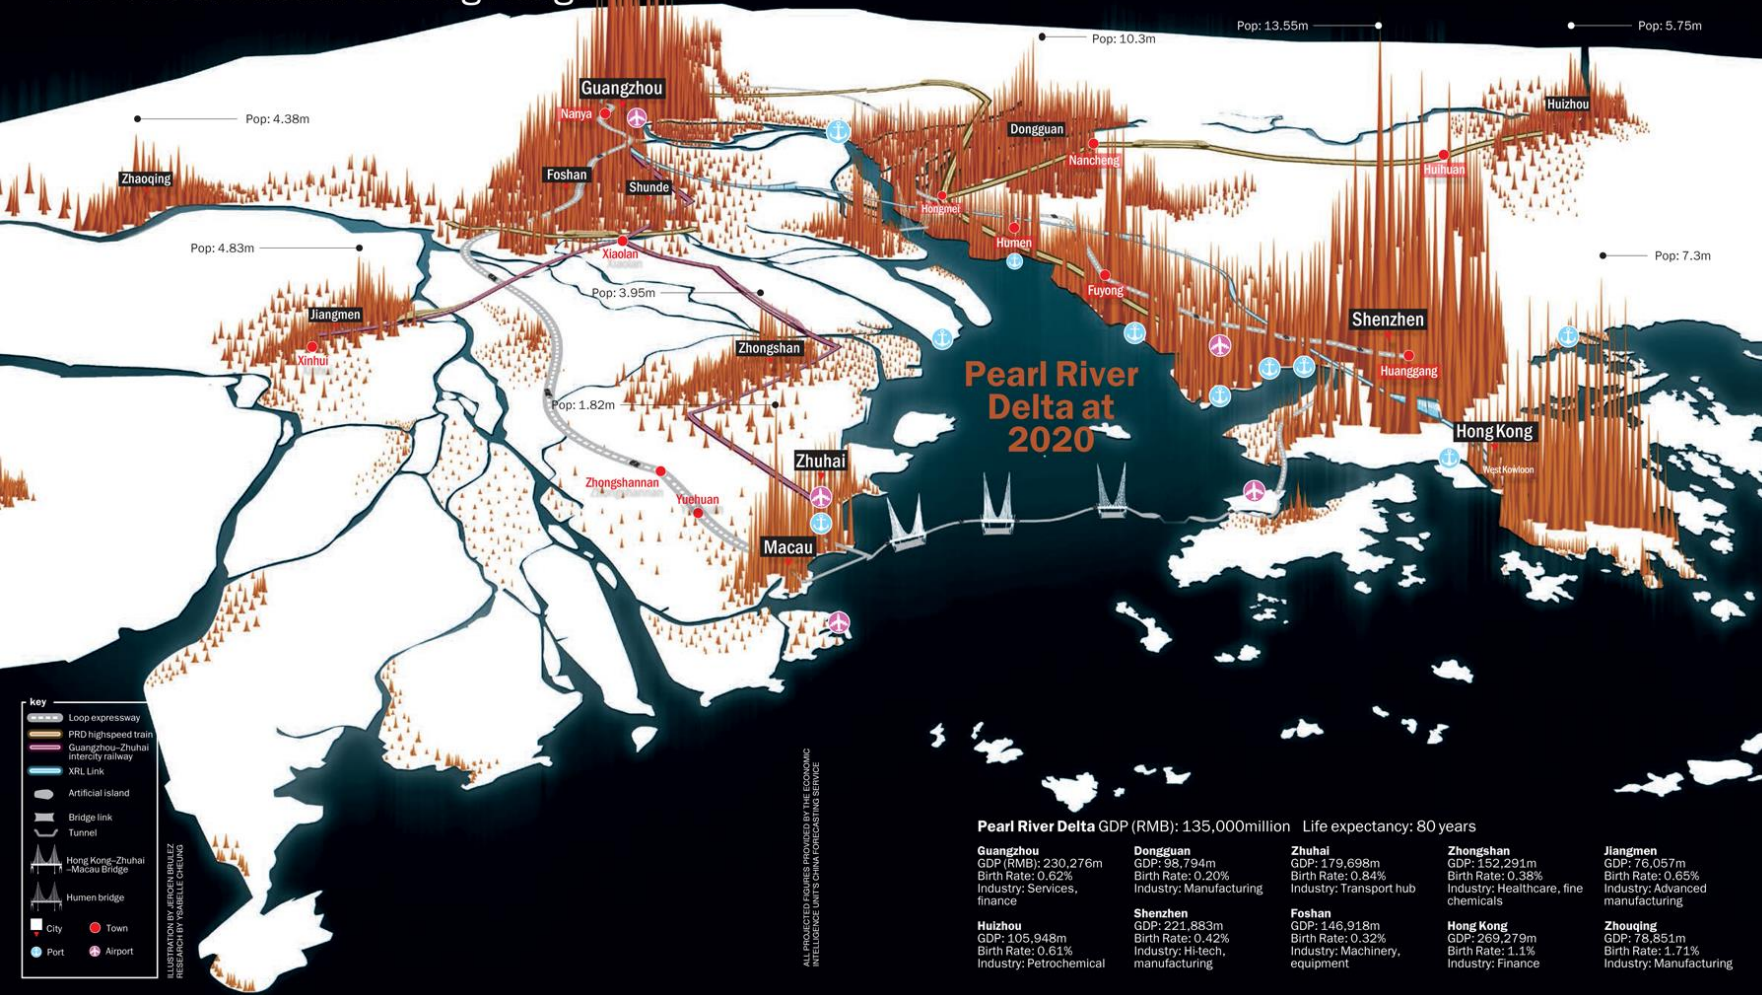 Pop: 13.55m
Pop: 5.75m
Pop: 10.3m
Guangzhou
Nanya
Huizhou
Pop: 4.38m
Dongguan
Nancheng
Huihuan
Zhaoqing
Foshan
Shunde
Hongmei
Humen
Pop: 4.83m
Xiaolan
Pop: 7.3m
Fuyong
Pop: 3.95m
Jiangmen
Shenzhen
Xinhui
Zhongshan
Huanggang
Pearl River
Delta at
2020
Pop: 1.82m
Hong Kong
West Kowloon
Zhuhai
Zhongshannan
Yuehuan
Macau
key
Loop expressway
PRD highspeed train
Guangzhou–Zhuhai
intercity railway
XRL Link
Artificial island
Bridge link
Tunnel
Hong Kong–Zhuhai
–Macau Bridge
Humen bridge
City
Town
Port
Airport
ILLUSTRATION BY JEROEN BRULEZ
RESEARCH BY YSABELLE CHEUNG
ALL PROJECTED FIGURES PROVIDED BY THE ECONOMIC
INTELLIGENCE UNIT'S CHINA FORECASTING SERVICE
Pearl River Delta GDP (RMB): 135,000million Life expectancy: 80 years
Guangzhou
GDP (RMB): 230,276m
Birth Rate: 0.62%
Industry: Services,
finance
Dongguan
GDP: 98,794m
Birth Rate: 0.20%
Industry: Manufacturing
Zhuhai
GDP: 179,698m
Birth Rate: 0.84%
Industry: Transport hub
Zhongshan
GDP: 152,291m
Birth Rate: 0.38%
Industry: Healthcare, fine
chemicals
Jiangmen
GDP: 76,057m
Birth Rate: 0.65%
Industry: Advanced
manufacturing
Huizhou
GDP: 105,948m
Birth Rate: 0.61%
Industry: Petrochemical
Shenzhen
GDP: 221,883m
Birth Rate: 0.42%
Industry: Hi-tech,
manufacturing
Foshan
GDP: 146,918m
Birth Rate: 0.32%
Industry: Machinery,
equipment
Hong Kong
GDP: 269,279m
Birth Rate: 1.1%
Industry: Finance
Zhouqing
GDP: 78,851m
Birth Rate: 1.71%
Industry: Manufacturing